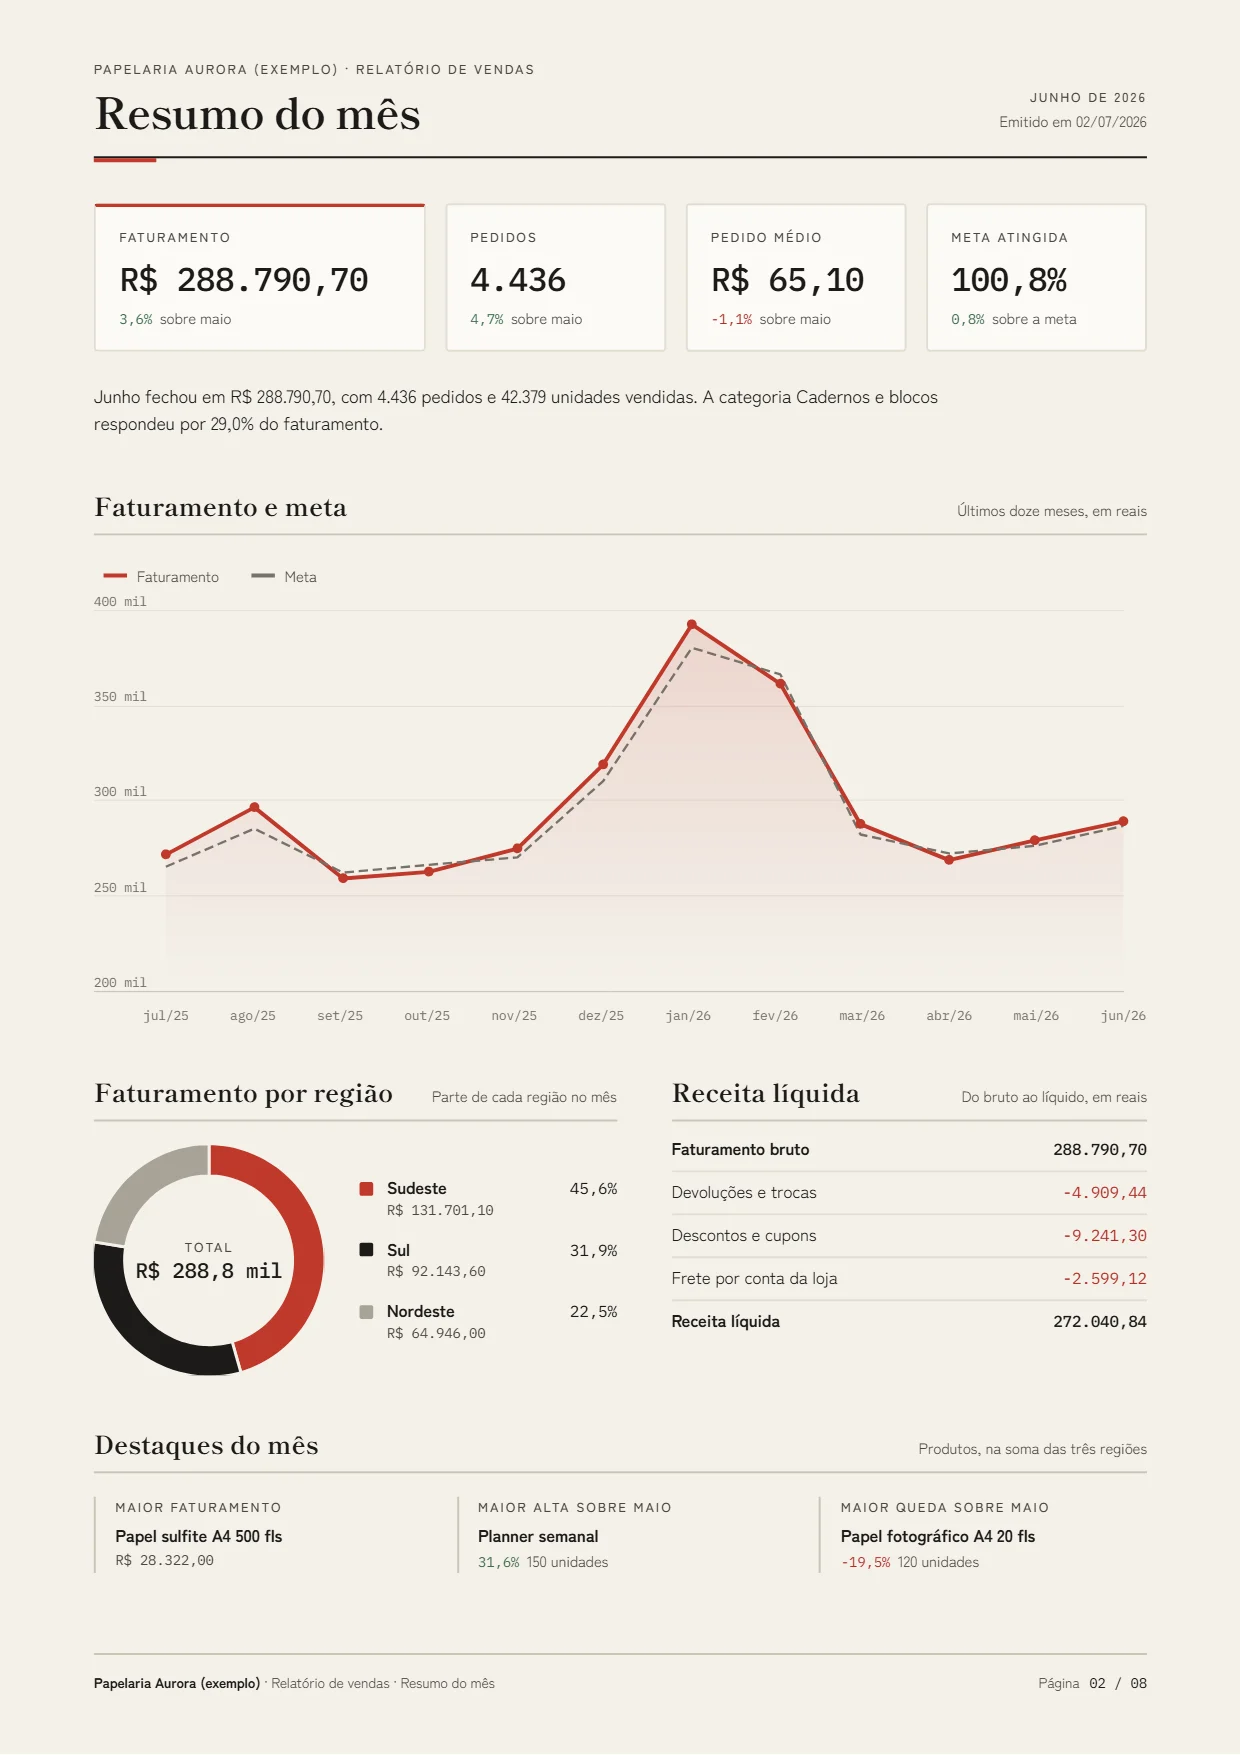 PAPELARIA AURORA (EXEMPLO) · RELATÓRIO DE VENDAS
Resumo do mês
JUNHO DE 2026
Emitido em 02/07/2026
FATURAMENTO
R$ 288.790,70
3,6% sobre maio
PEDIDOS
4.436
4,7% sobre maio
PEDIDO MÉDIO
R$ 65,10
-1,1% sobre maio
META ATINGIDA
100,8%
0,8% sobre a meta
Junho fechou em R$ 288.790,70, com 4.436 pedidos e 42.379 unidades vendidas. A categoria Cadernos e blocos
respondeu por 29,0% do faturamento.
Faturamento e meta
Últimos doze meses, em reais
Faturamento
Meta
400 mil
350 mil
300 mil
250 mil
200 mil
jul/25 ago/25 set/25 out/25 nov/25 dez/25 jan/26 fev/26 mar/26 abr/26 mai/26 jun/26
Faturamento por região
Parte de cada região no mês
TOTAL
R$ 288,8 mil
Sudeste 45,6%
R$ 131.701,10
Sul 31,9%
R$ 92.143,60
Nordeste 22,5%
R$ 64.946,00
Receita líquida
Do bruto ao líquido, em reais
Faturamento bruto 288.790,70
Devoluções e trocas -4.909,44
Descontos e cupons -9.241,30
Frete por conta da loja -2.599,12
Receita líquida 272.040,84
Destaques do mês
Produtos, na soma das três regiões
MAIOR FATURAMENTO
Papel sulfite A4 500 fls
R$ 28.322,00
MAIOR ALTA SOBRE MAIO
Planner semanal
31,6% 150 unidades
MAIOR QUEDA SOBRE MAIO
Papel fotográfico A4 20 fls
-19,5% 120 unidades
Papelaria Aurora (exemplo) · Relatório de vendas · Resumo do mês
Página 02 / 08